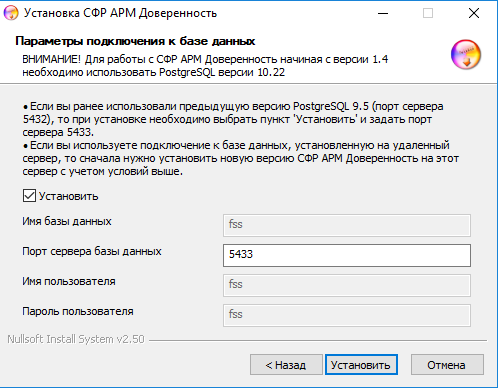 Установка СФР АРМ Доверенность
Параметры подключения к базе данных
ВНИМАНИЕ! Для работы с СФР АРМ Доверенность начиная с версии 1.4
необходимо использовать PostgreSQL версии 10.22
• Если вы ранее использовали предыдущую версию PostgreSQL 9.5 (порт сервера
5432), то при установке необходимо выбрать пункт 'Установить' и задать порт
сервера 5433.
• Если вы используете подключение к базе данных, установленную на удаленный
сервер, то сначала нужно установить новую версию СФР АРМ Доверенность на этот
сервер с учетом условий выше.
Установить
Имя базы данных
fss
Порт сервера базы данных
5433
Имя пользователя
fss
Пароль пользователя
fss
Nullsoft Install System v2.50
< Назад
Установить
Отмена